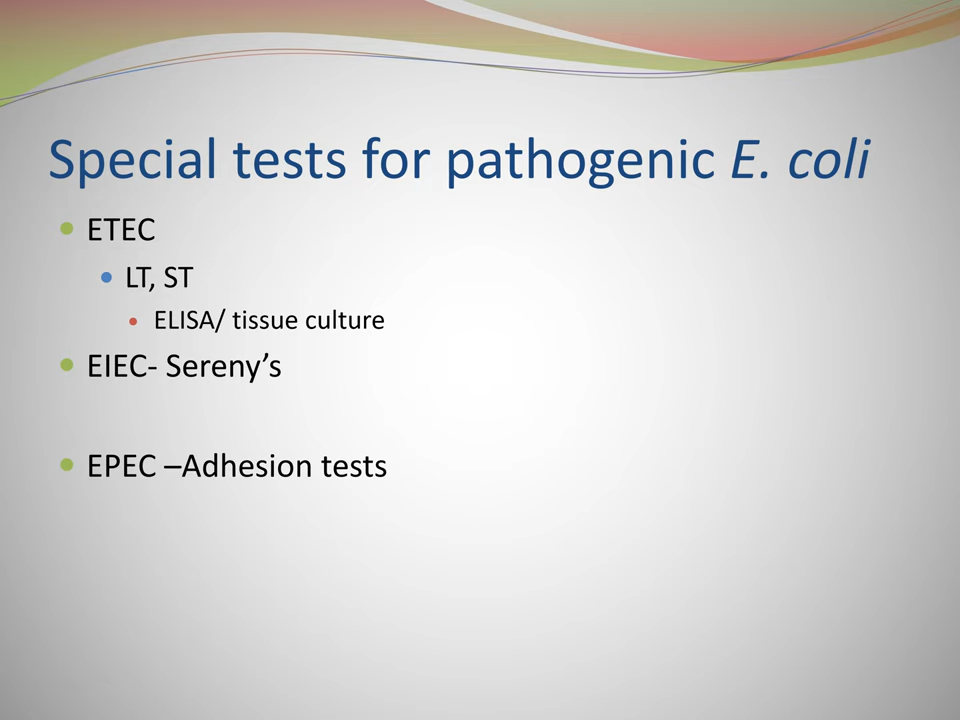 Special tests for pathogenic E. coli
ETEC
LT, ST
ELISA/ tissue culture
EIEC- Sereny’s
EPEC –Adhesion tests